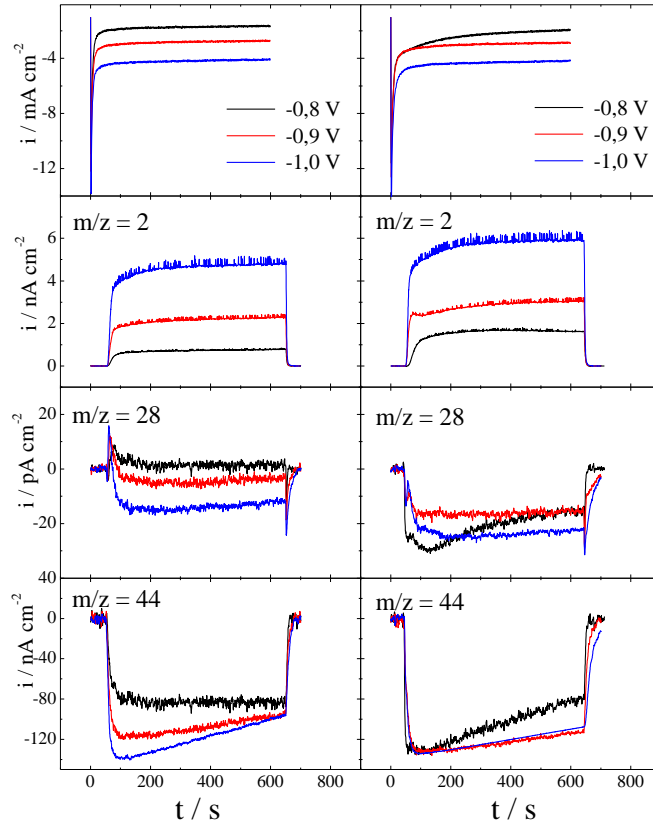 i / mA cm-2
-4
-8
-12
-0,8 V
-0,9 V
-1,0 V
-0,8 V
-0,9 V
-1,0 V
i / nA cm-2
6
4
2
0
m/z = 2
m/z = 2
i / pA cm-2
20
0
-20
40
m/z = 28
m/z = 28
i / nA cm-2
0
-40
-80
-120
m/z = 44
m/z = 44
0 200 400 600 0 200 400 600 800
t / s
t / s